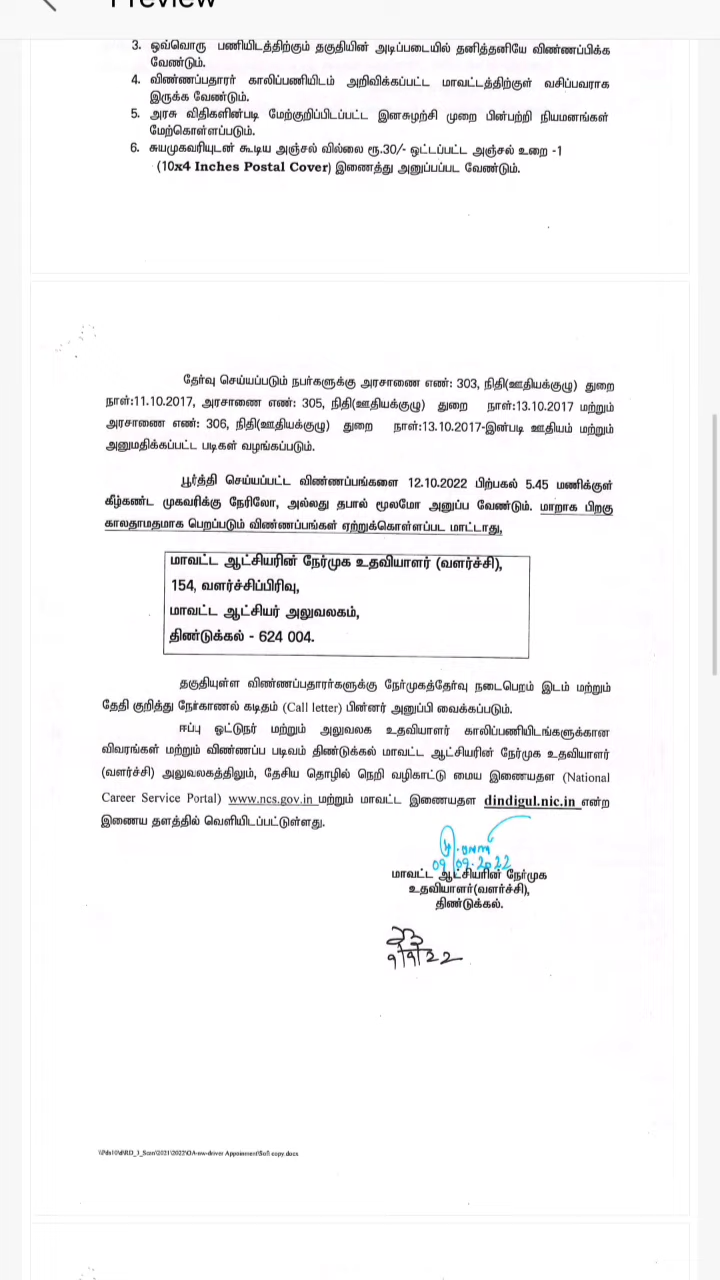 Preview
3. ஒவ்வொரு பணியிடத்திற்கும் தகுதியின் அடிப்படையில் தனித்தனியே விண்ணப்பிக்க
வேண்டும்.
4. விண்ணப்பதாரர் காலிப்பணியிடம் அறிவிக்கப்பட்ட மாவட்டத்திற்குள் வசிப்பவராக
இருக்க வேண்டும்.
5. அரசு விதிகளின்படி மேற்குறிப்பிடப்பட்ட இனசுழற்சி முறை பின்பற்றி நியமனங்கள்
மேற்கொள்ளப்படும்.
6. சுயமுகவரியுடன் கூடிய அஞ்சல் வில்லை ரூ.30/- ஒட்டப்பட்ட அஞ்சல் உறை -1
(10x4 Inches Postal Cover) இணைத்து அனுப்பப்பட வேண்டும்.
தேர்வு செய்யப்படும் நபர்களுக்கு அரசாணை எண்: 303, நிதி(ஊதியக்குழு) துறை
நாள்:11.10.2017, அரசாணை எண்: 305, நிதி(ஊதியக்குழு) துறை நாள்:13.10.2017 மற்றும்
அரசாணை எண்: 306, நிதி(ஊதியக்குழு) துறை நாள்:13.10.2017-இன்படி ஊதியம் மற்றும்
அனுமதிக்கப்பட்ட படிகள் வழங்கப்படும்.
பூர்த்தி செய்யப்பட்ட விண்ணப்பங்களை 12.10.2022 பிற்பகல் 5.45 மணிக்குள்
கீழ்கண்ட முகவரிக்கு நேரிலோ, அல்லது தபால் மூலமோ அனுப்ப வேண்டும். மாறாக பிறகு
காலதாமதமாக பெறப்படும் விண்ணப்பங்கள் ஏற்றுக்கொள்ளப்பட மாட்டாது,
மாவட்ட ஆட்சியரின் நேர்முக உதவியாளர் (வளர்ச்சி),
154, வளர்ச்சிப்பிரிவு,
மாவட்ட ஆட்சியர் அலுவலகம்,
திண்டுக்கல் - 624 004.
தகுதியுள்ள விண்ணப்பதாரர்களுக்கு நேர்முகத்தேர்வு நடைபெறம் இடம் மற்றும்
தேதி குறித்து நேர்காணல் கடிதம் (Call letter) பின்னர் அனுப்பி வைக்கப்படும்.
ஈப்பு ஓட்டுநர் மற்றும் அலுவலக உதவியாளர் காலிப்பணியிடங்களுக்கான
விவரங்கள் மற்றும் விண்ணப்ப படிவம் திண்டுக்கல் மாவட்ட ஆட்சியரின் நேர்முக உதவியாளர்
(வளர்ச்சி) அலுவலகத்திலும், தேசிய தொழில் நெறி வழிகாட்டு மைய இணையதள (National
Career Service Portal) www.ncs.gov.in மற்றும் மாவட்ட இணையதள dindigul.nic.in என்ற
இணைய தளத்தில் வெளியிடப்பட்டுள்ளது.
09/09.2022
மாவட்ட ஆட்சியரின் நேர்முக
உதவியாளர்(வளர்ச்சி),
திண்டுக்கல்.
9/9/22